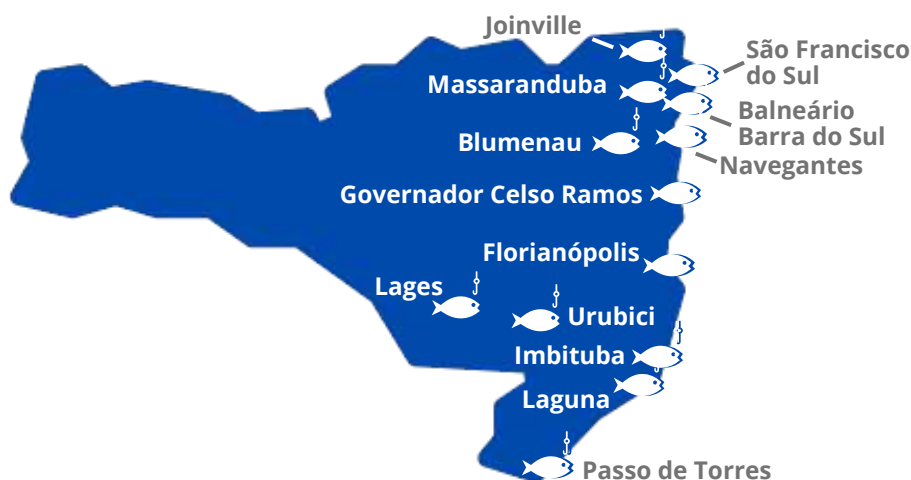 Joinville
São Francisco
do Sul
Massaranduba
Balneário
Barra do Sul
Blumenau
Navegantes
Governador Celso Ramos
Florianópolis
Lages
Urubici
Imbituba
Laguna
Passo de Torres